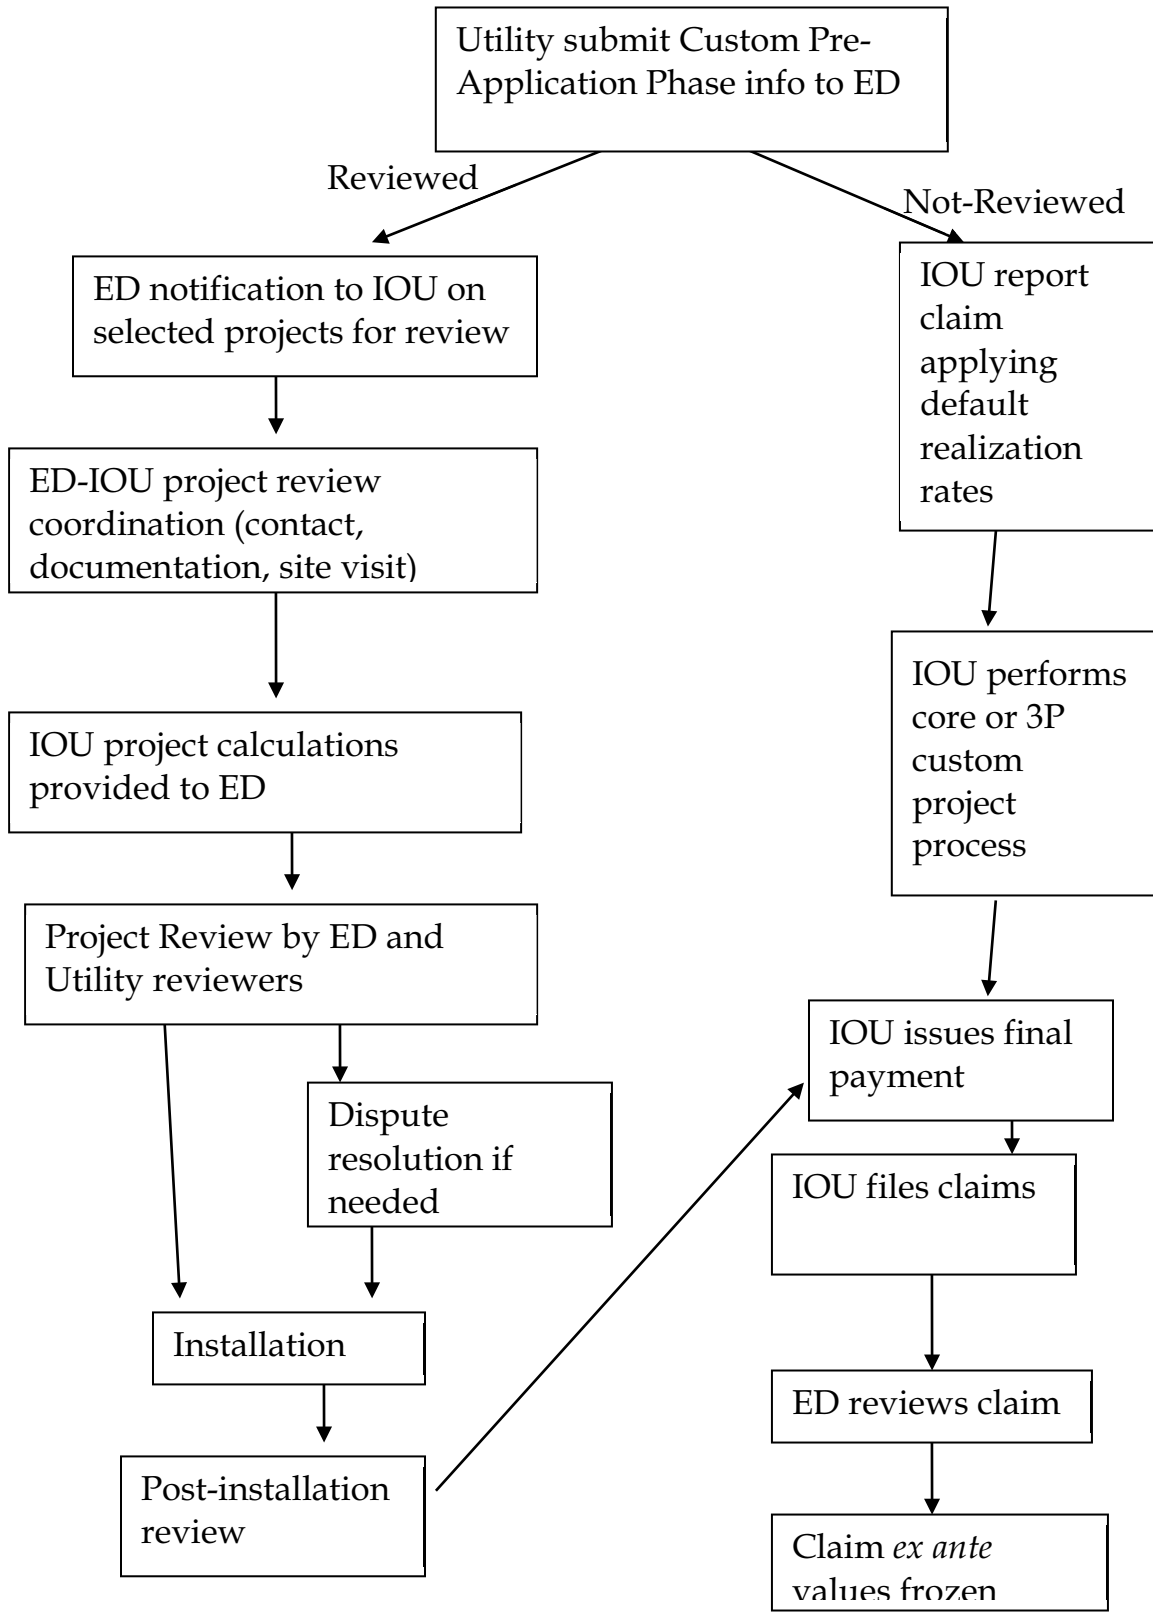 Utility submit Custom Pre-
Application Phase info to ED
Reviewed
Not-Reviewed
ED notification to IOU on
selected projects for review
IOU report
claim
applying
default
realization
rates
ED-IOU project review
coordination (contact,
documentation, site visit)
IOU performs
core or 3P
custom
project
process
IOU project calculations
provided to ED
Project Review by ED and
Utility reviewers
IOU issues final
payment
Dispute
resolution if
needed
IOU files claims
Installation
ED reviews claim
Post-installation
review
Claim ex ante
values frozen